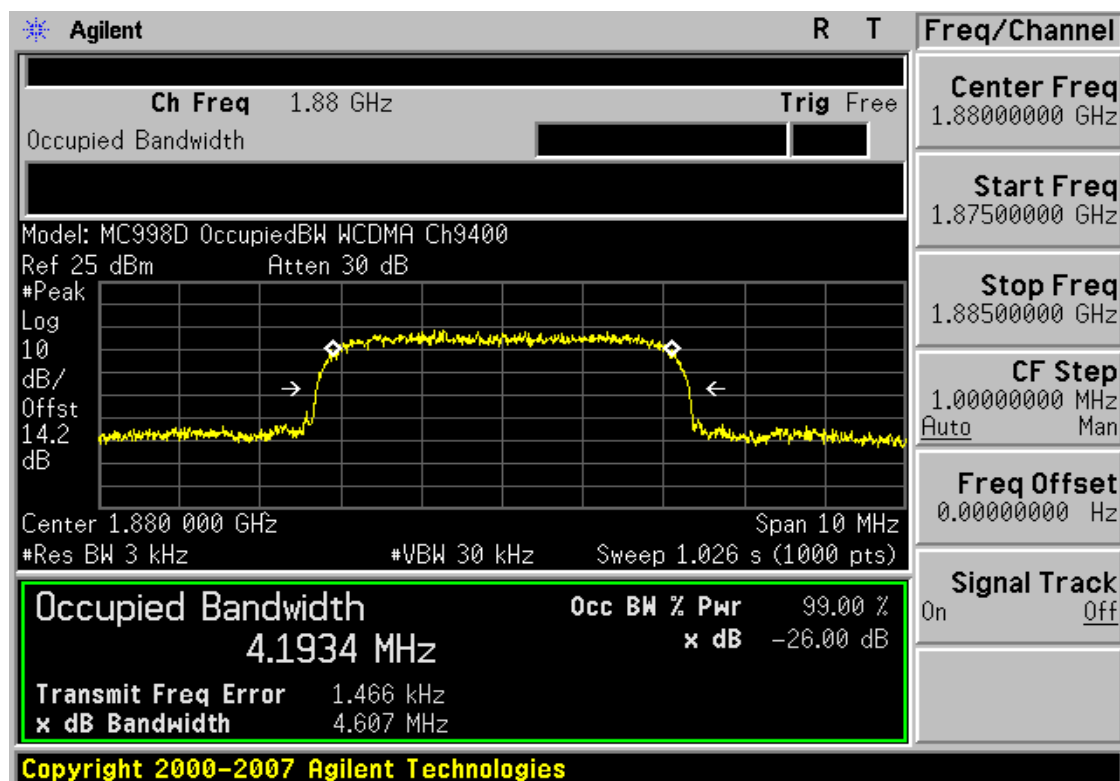 Agilent R T
Ch Freq 1.88 GHz Trig Free
Occupied Bandwidth
Model: MC998D OccupiedBW WCDMA Ch9400
Ref 25 dBm Atten 30 dB
#Peak
Log
10
dB/
Offst
14.2
dB
Center 1.880 000 GHz Span 10 MHz
#Res BW 3 kHz #VBW 30 kHz Sweep 1.026 s (1000 pts)
Occupied Bandwidth Occ BW % Pwr 99.00 %
4.1934 MHz x dB -26.00 dB
Transmit Freq Error 1.466 kHz
x dB Bandwidth 4.607 MHz
Copyright 2000-2007 Agilent Technologies
Freq/Channel
Center Freq
1.88000000 GHz
Start Freq
1.87500000 GHz
Stop Freq
1.88500000 GHz
CF Step
1.00000000 MHz
Auto Man
Freq Offset
0.00000000 Hz
Signal Track
On Off